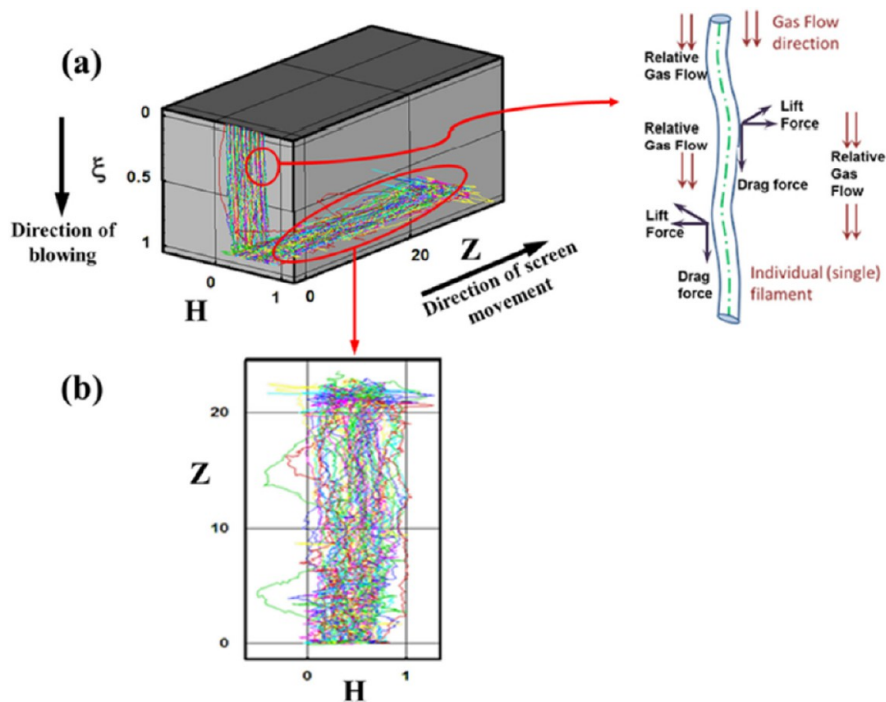 (a)
0
ξ
0.5
1
Direction of
blowing
0
1
H
0
20
Z
Direction of screen
movement
Gas Flow
direction
Relative
Gas Flow
Lift
Force
Relative
Gas Flow
Relative
Gas
Flow
Drag force
Lift
Force
Drag
force
Individual (single)
filament
(b)
20
Z
10
0
0
1
H